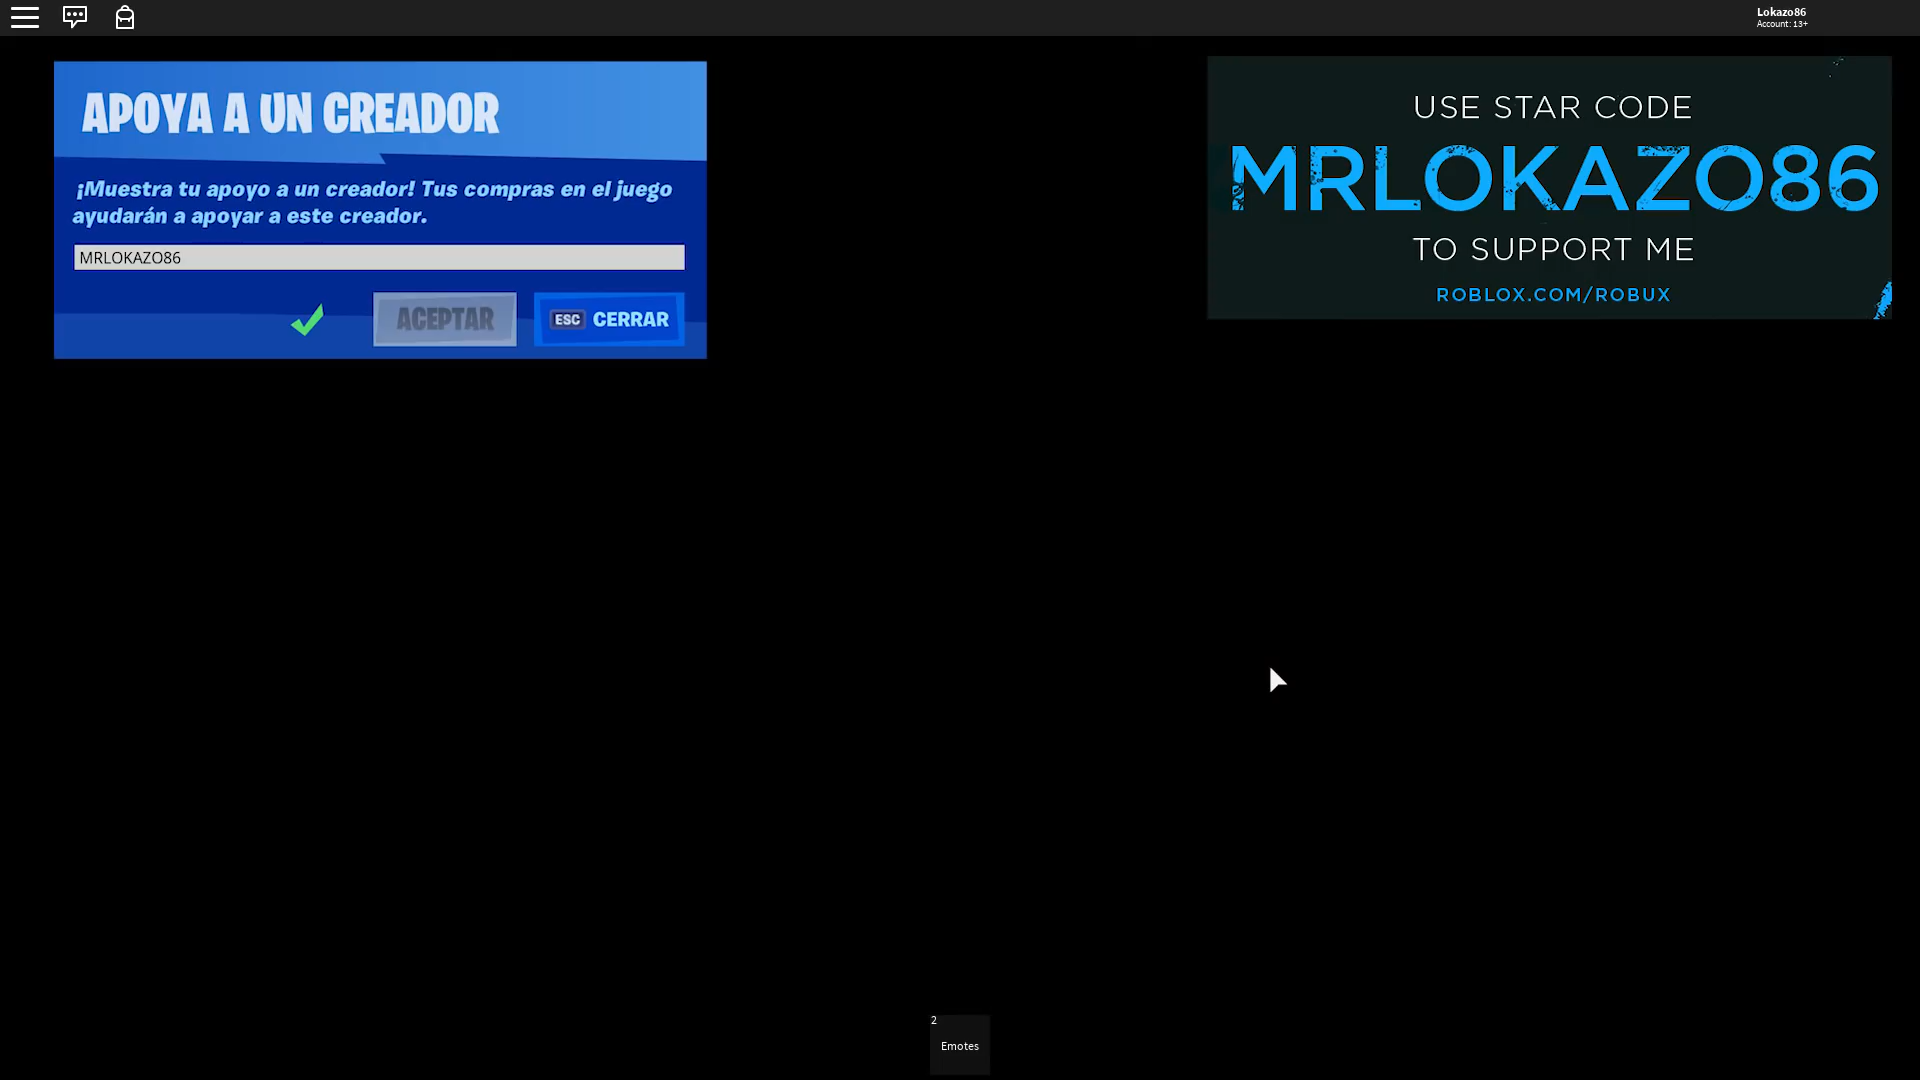 Lokazo86
Account: 13+
APOYA A UN CREADOR
¡Muestra tu apoyo a un creador! Tus compras en el juego
ayudarán a apoyar a este creador.
MRLOKAZO86
ACEPTAR
ESC CERRAR
USE STAR CODE
MRLOKAZO86
TO SUPPORT ME
ROBLOX.COM/ROBUX
2
Emotes